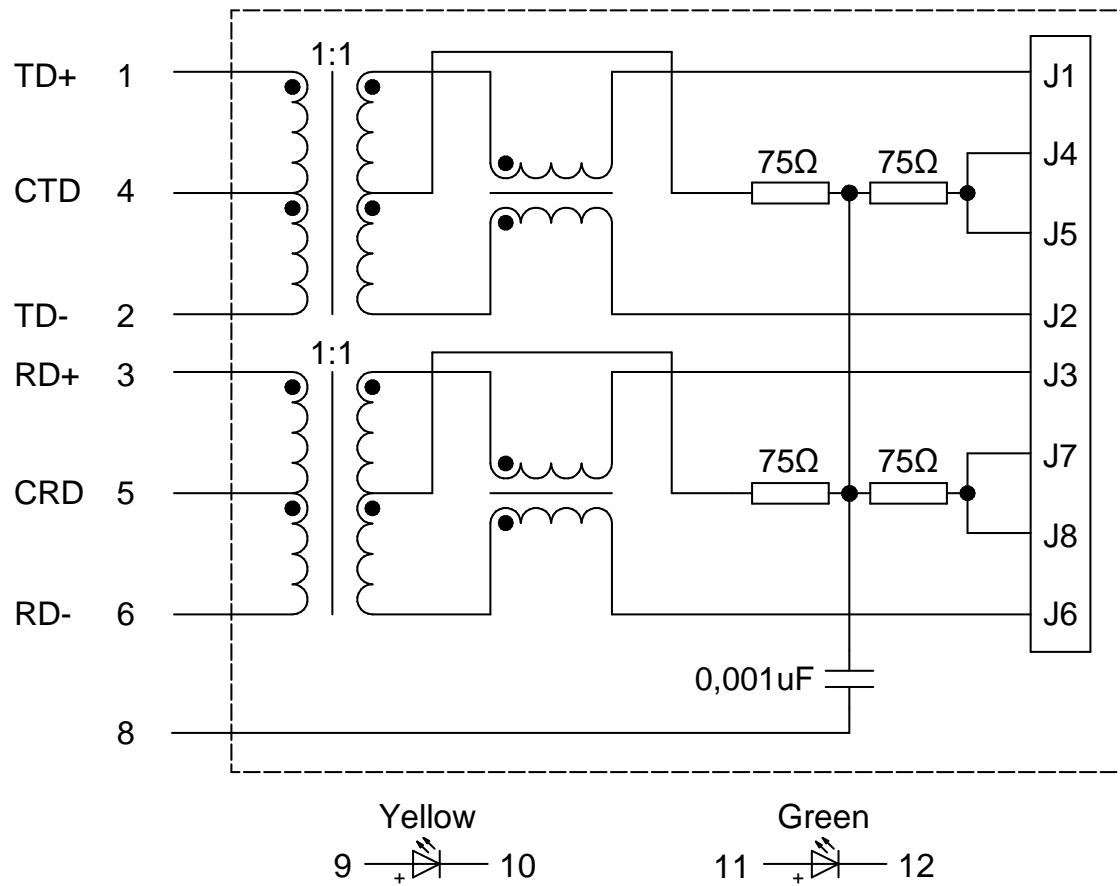 1:1
TD+ 1
J1
75Ω 75Ω
J4
CTD 4
J5
TD- 2
J2
1:1
RD+ 3
J3
75Ω 75Ω
J7
CRD 5
J8
RD- 6
J6
0,001uF
8
Yellow
9 + 10
Green
11 + 12